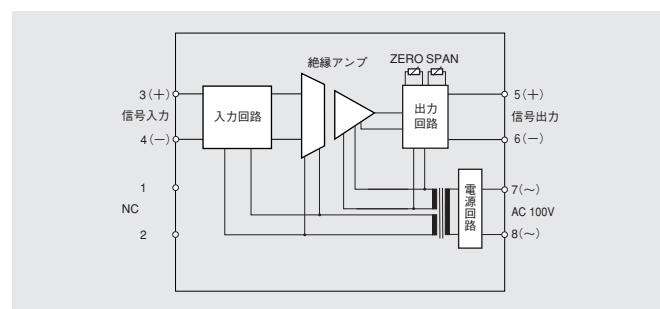 絶縁アンプ
ZERO SPAN
3(+)
信号入力
4(−)
入力回路
出力
回路
5(+)
信号出力
6(−)
1
NC
2
電源回路
7(〜)
AC 100V
8(〜)